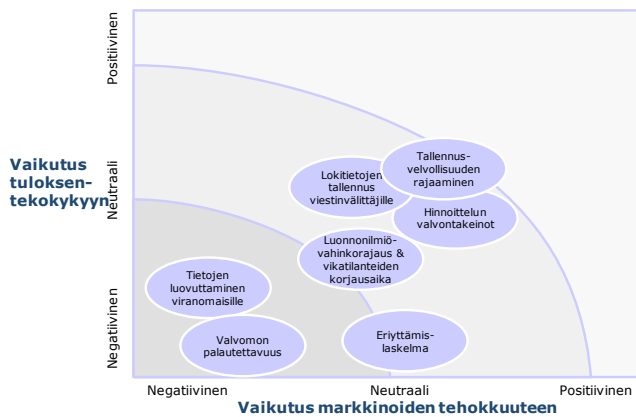 Positiivinen
Neutraali
Negatiivinen
Vaikutus
tuloksen-
tekokykyyn
Tallennus-
velvollisuuden
rajaaminen
Lokitietojen
tallennus
viestinvälittäjille
Hinnoittelun
valvontakeinot
Luonnonilmiö-
vahinkorajaus &
vikatilanteiden
korjausaika
Tietojen
luovuttaminen
viranomaisille
Valvomon
palautettavuus
Eriyttämis-
laskelma
Negatiivinen
Neutraali
Positiivinen
Vaikutus markkinoiden tehokkuuteen